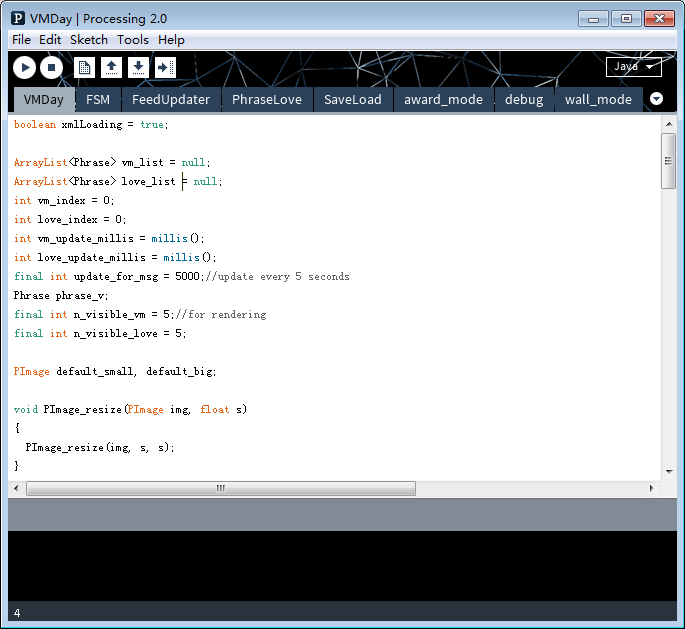 P VMDay | Processing 2.0
File Edit Sketch Tools Help
Java
VMDay FSM FeedUpdater PhraseLove SaveLoad award_mode debug wall_mode
boolean xmlLoading = true;
ArrayList<Phrase> vm_list = null;
ArrayList<Phrase> love_list = null;
int vm_index = 0;
int love_index = 0;
int vm_update_millis = millis();
int love_update_millis = millis();
final int update_for_msg = 5000;//update every 5 seconds
Phrase phrase_v;
final int n_visible_vm = 5;//for rendering
final int n_visible_love = 5;
PImage default_small, default_big;
void PImage_resize(PImage img, float s)
{
  PImage_resize(img, s, s);
}
4